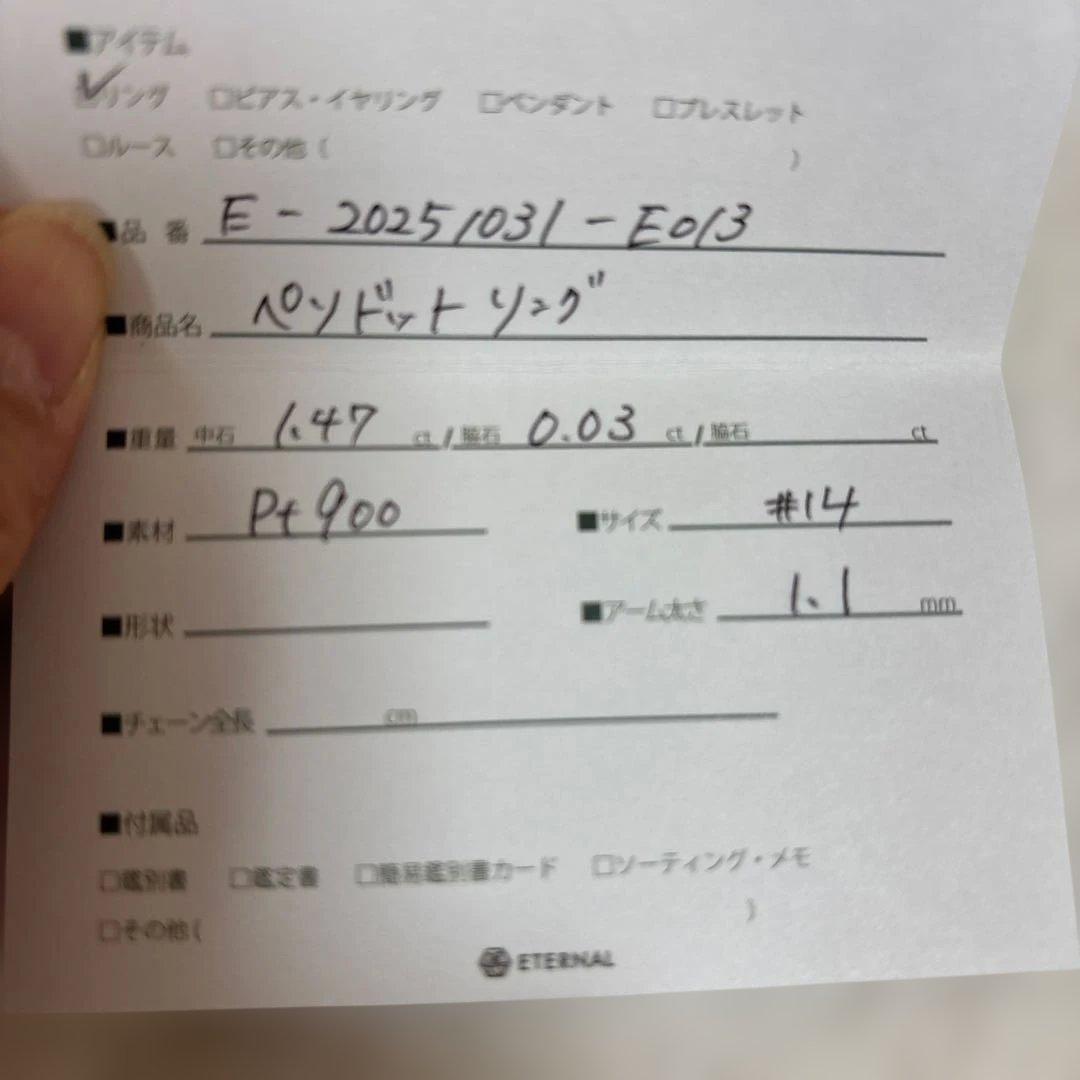 ■アイテム
☑リング □ピアス・イヤリング □ペンダント □ブレスレット
□ルース □その他 ( )
■品 番 E-20251031-E013
■商品名 ペリドット リング
■重量 中石 1.47 ct / 脇石 0.03 ct / 脇石 ct
■素材 Pt900 ■サイズ #14
■形状 ■アーム太さ 1.1 mm
■チェーン全長 cm
■付属品
□鑑別書 □鑑定書 □簡易鑑別書カード □ソーティング・メモ
□その他 ( )
ETERNAL